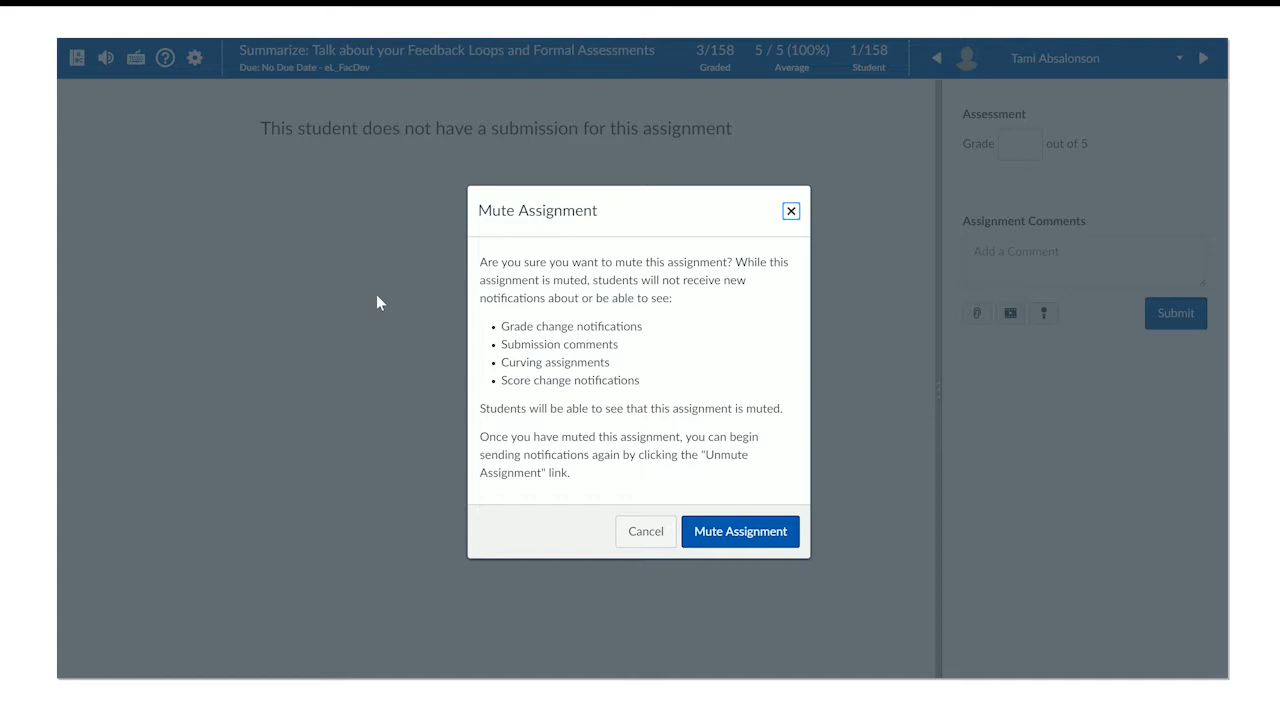 Summarize: Talk about your Feedback Loops and Formal Assessments
Due: No Due Date - eL_FacDev
3/158
Graded
5 / 5 (100%)
Average
1/158
Student
Tami Absalonson
This student does not have a submission for this assignment
Assessment
Grade out of 5
Assignment Comments
Add a Comment
Submit
Mute Assignment
Are you sure you want to mute this assignment? While this
assignment is muted, students will not receive new
notifications about or be able to see:
• Grade change notifications
• Submission comments
• Curving assignments
• Score change notifications
Students will be able to see that this assignment is muted.
Once you have muted this assignment, you can begin
sending notifications again by clicking the "Unmute
Assignment" link.
Cancel
Mute Assignment